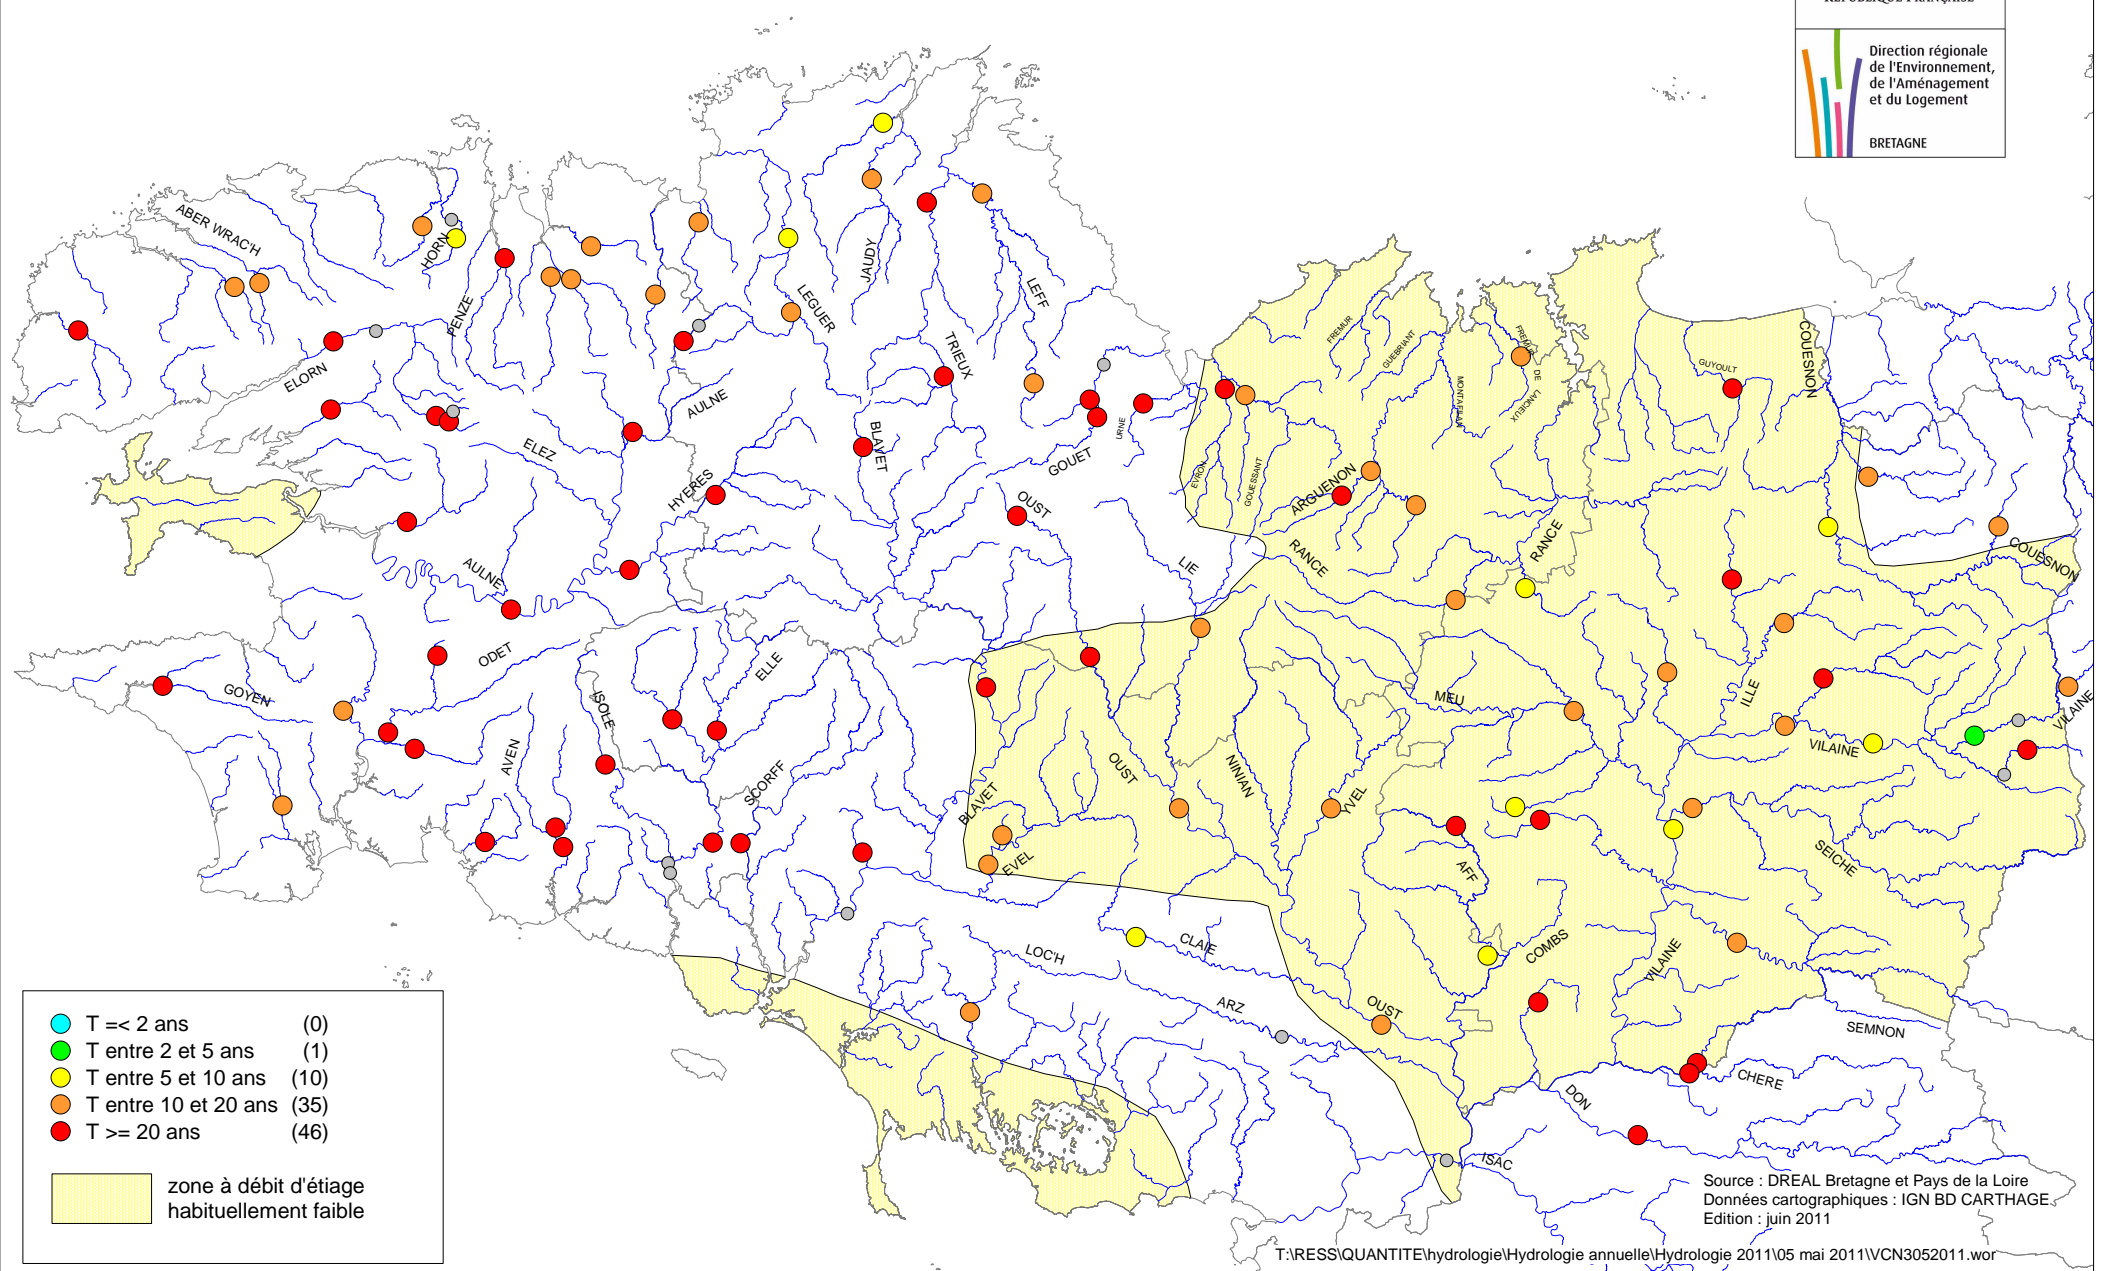 RÉPUBLIQUE FRANÇAISE
Direction régionale
de l'Environnement,
de l'Aménagement
et du Logement
BRETAGNE
ABER WRAC'H
HORN
PENZE
ELORN
JAUDY
LEGUER
LEFF
TRIEUX
AULNE
ELEZ
BLAVET
HYERES
GOUET
URNE
OUST
LIE
FREMUR
GUEBRIANT
MONTAFILAN
FREMUR
DE
LANCIEUX
GUYOULT
COUESNON
EVRON
GOUESSANT
ARGUENON
RANCE
RANCE
COUESNON
AULNE
ODET
GOYEN
ISOLE
ELLE
AVEN
SCORFF
BLAVET
EVEL
OUST
NINIAN
YVEL
MEU
ILLE
VILAINE
VILAINE
SEICHE
AFF
COMBS
VILAINE
LOC'H
CLAIE
ARZ
OUST
SEMNON
CHERE
DON
ISAC
T =< 2 ans (0)
T entre 2 et 5 ans (1)
T entre 5 et 10 ans (10)
T entre 10 et 20 ans (35)
T >= 20 ans (46)
zone à débit d'étiage
habituellement faible
Source : DREAL Bretagne et Pays de la Loire
Données cartographiques : IGN BD CARTHAGE
Edition : juin 2011
T:\RESS\QUANTITE\hydrologie\Hydrologie annuelle\Hydrologie 2011\05 mai 2011\VCN3052011.wor